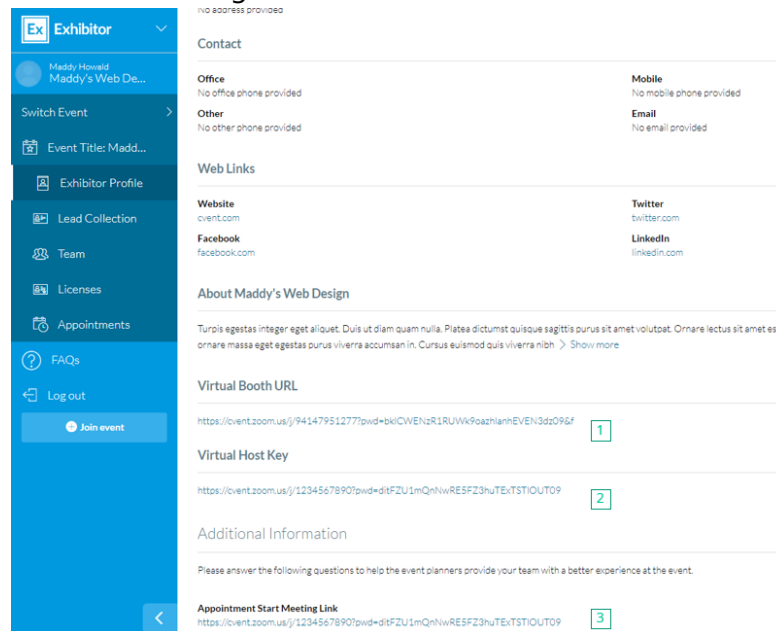 No address provided
Ex Exhibitor
Contact
Maddy Howald
Maddy's Web De...
Office
Mobile
No office phone provided
No mobile phone provided
Switch Event
Other
Email
No other phone provided
No email provided
Event Title: Madd...
Web Links
Exhibitor Profile
Website
Twitter
cvent.com
twitter.com
Lead Collection
Facebook
LinkedIn
facebook.com
linkedin.com
Team
Licenses
About Maddy's Web Design
Appointments
Turpis egestas integer eget aliquet. Duis ut diam quam nulla. Platea dictumst quisque sagittis purus sit amet volutpat. Ornare lectus sit amet es
ornare massa eget egestas purus viverra accumsan in. Cursus euismod quis viverra nibh > Show more
FAQs
Virtual Booth URL
Log out
https://cvent.zoom.us/j/94147951277?pwd=bklCWENzR1RUWk9oazhlanhEVEN3dz09&f
1
Join event
Virtual Host Key
https://cvent.zoom.us/j/1234567890?pwd=ditFZU1mQnNwRE5FZ3huTExTSTlOUT09
2
Additional Information
Please answer the following questions to help the event planners provide your team with a better experience at the event.
Appointment Start Meeting Link
https://cvent.zoom.us/j/1234567890?pwd=ditFZU1mQnNwRE5FZ3huTExTSTlOUT09
3